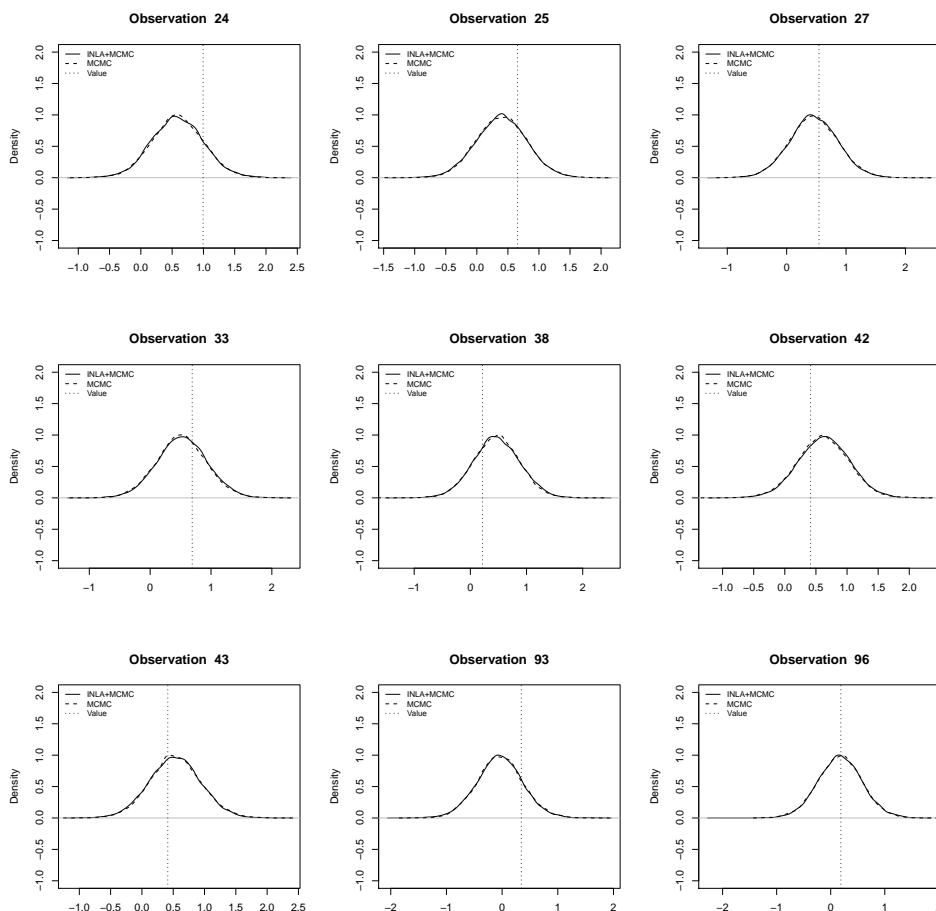 Observation 24
INLA+MCMC
MCMC
Value
Density
2.0
1.5
1.0
0.5
0.0
−0.5
−1.0
−1.0 −0.5 0.0 0.5 1.0 1.5 2.0 2.5
Observation 25
INLA+MCMC
MCMC
Value
Density
2.0
1.5
1.0
0.5
0.0
−0.5
−1.0
−1.5 −1.0 −0.5 0.0 0.5 1.0 1.5 2.0
Observation 27
INLA+MCMC
MCMC
Value
Density
2.0
1.5
1.0
0.5
0.0
−0.5
−1.0
−1 0 1 2
Observation 33
INLA+MCMC
MCMC
Value
Density
2.0
1.5
1.0
0.5
0.0
−0.5
−1.0
−1 0 1 2
Observation 38
INLA+MCMC
MCMC
Value
Density
2.0
1.5
1.0
0.5
0.0
−0.5
−1.0
−1 0 1 2
Observation 42
INLA+MCMC
MCMC
Value
Density
2.0
1.5
1.0
0.5
0.0
−0.5
−1.0
−1.0 −0.5 0.0 0.5 1.0 1.5 2.0
Observation 43
INLA+MCMC
MCMC
Value
Density
2.0
1.5
1.0
0.5
0.0
−0.5
−1.0
−1.0 −0.5 0.0 0.5 1.0 1.5 2.0 2.5
Observation 93
INLA+MCMC
MCMC
Value
Density
2.0
1.5
1.0
0.5
0.0
−0.5
−1.0
−2 −1 0 1 2
Observation 96
INLA+MCMC
MCMC
Value
Density
2.0
1.5
1.0
0.5
0.0
−0.5
−1.0
−2 −1 0 1